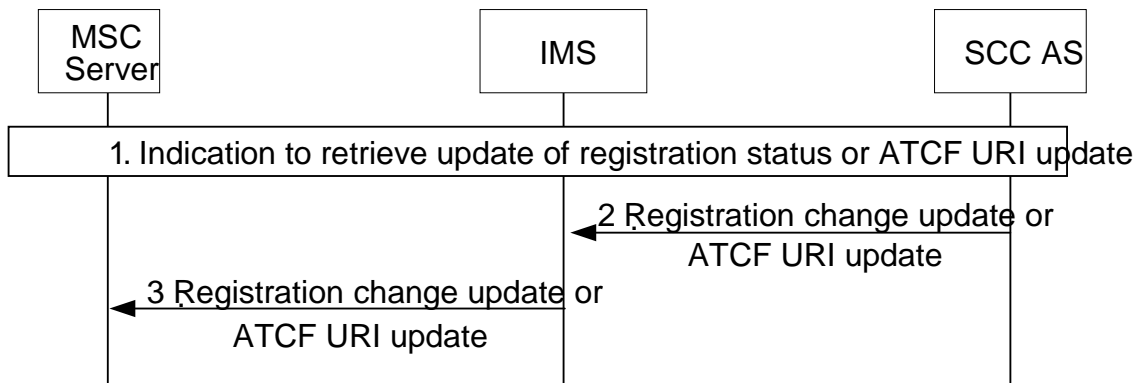 MSC
Server
IMS
SCC AS
1. Indication to retrieve update of registration status or ATCF URI update
2. Registration change update or
ATCF URI update
3. Registration change update or
ATCF URI update